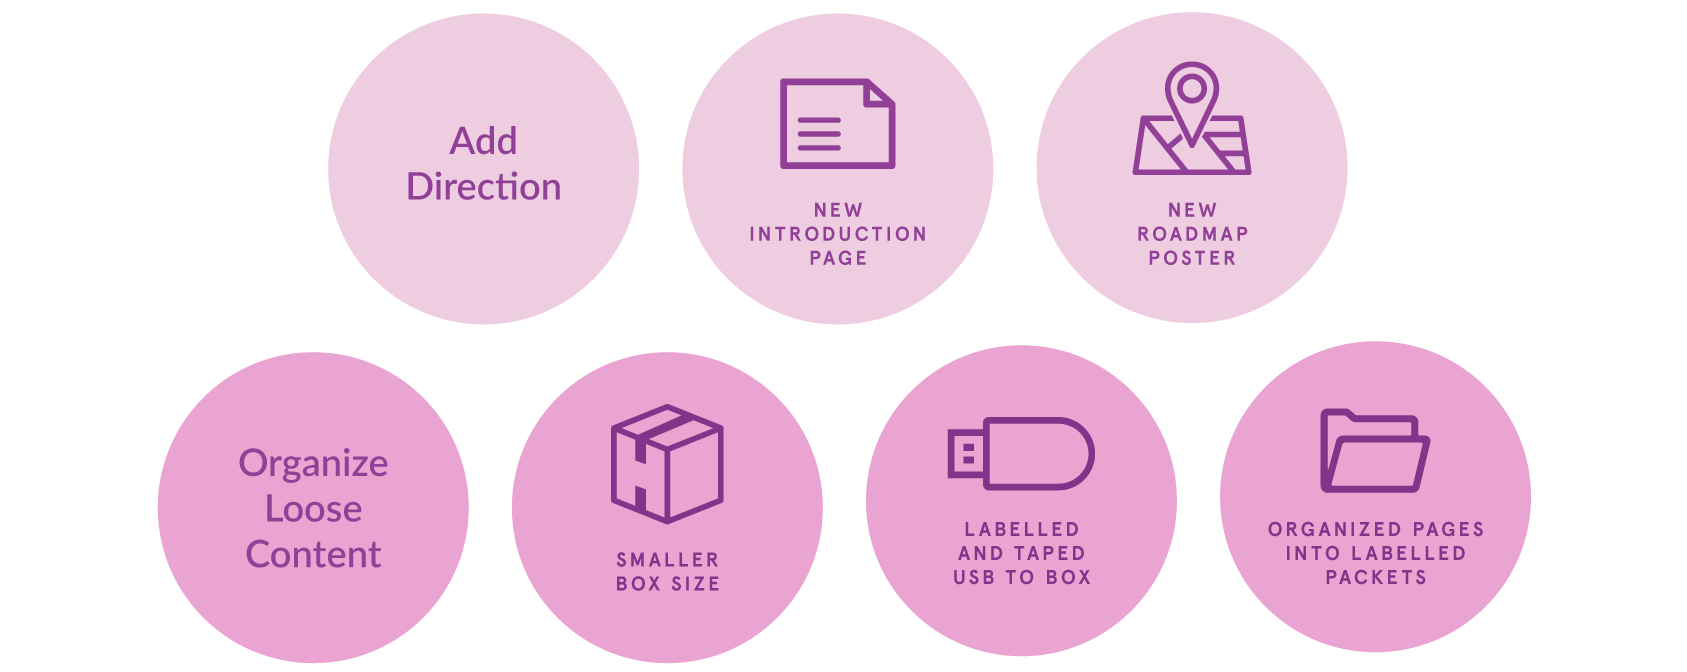 Add
Direction
NEW
INTRODUCTION
PAGE
NEW
ROADMAP
POSTER
Organize
Loose
Content
SMALLER
BOX SIZE
LABELLED
AND TAPED
USB TO BOX
ORGANIZED PAGES
INTO LABELLED
PACKETS